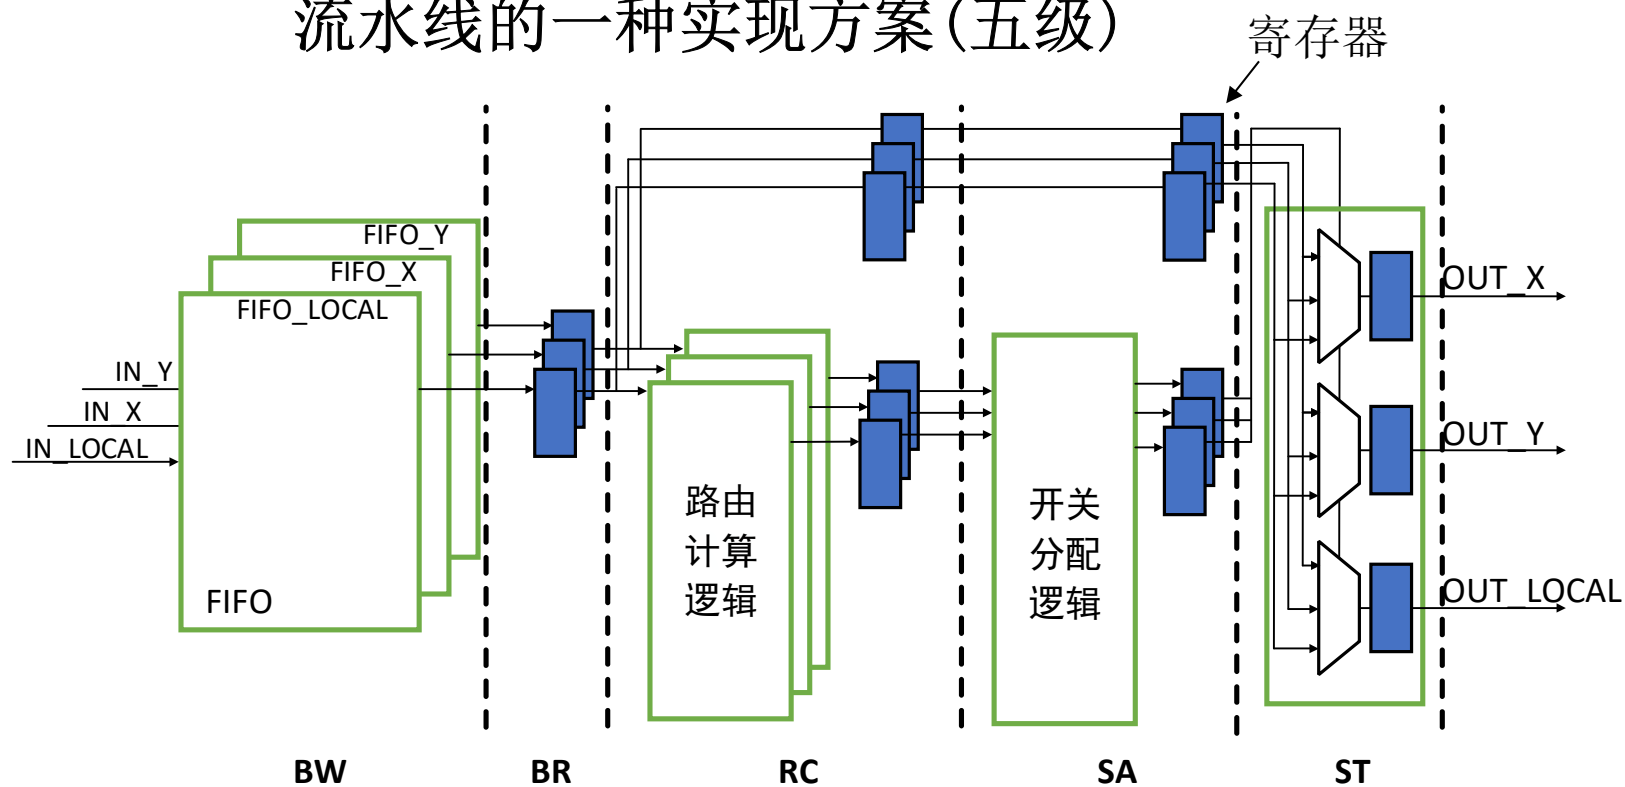 流水线的一种实现方案(五级)
寄存器
FIFO_Y
FIFO_X
FIFO_LOCAL
IN_Y
IN_X
IN_LOCAL
FIFO
路由
计算
逻辑
开关
分配
逻辑
OUT_X
OUT_Y
OUT_LOCAL
BW
BR
RC
SA
ST